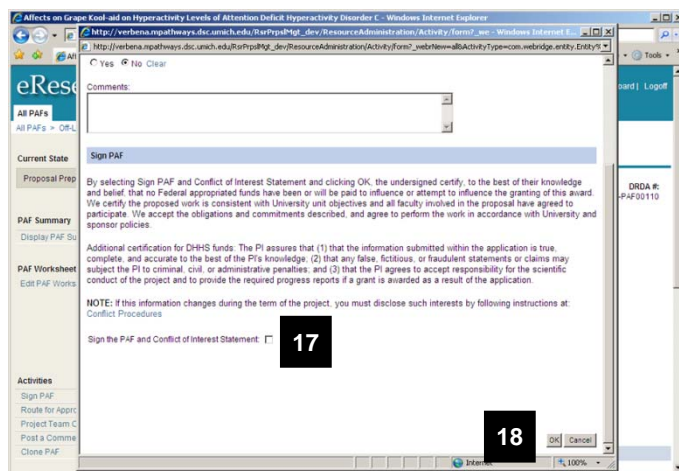 Affects on Grape Kool-aid on Hyperactivity Levels of Attention Deficit Hyperactivity Disorder C - Windows Internet Explorer
http://verbena.mpathways.dsc.umich.edu/RsrPrpslMgt_dev/ResourceAdministration/Activity/form?_we - Windows Internet E...
http://verbena.mpathways.dsc.umich.edu/RsrPrpslMgt_dev/ResourceAdministration/Activity/form?_webrNew=all&ActivityType=com.webridge.entity.Entity%
Tools
Yes No Clear
Comments:
eRese
oard | Logoff
All PAFs
All PAFs > Off-L
Sign PAF
Current State
Proposal Prep
By selecting Sign PAF and Conflict of Interest Statement and clicking OK, the undersigned certify, to the best of their knowledge
and belief, that no Federal appropriated funds have been or will be paid to influence or attempt to influence the granting of this award.
We certify the proposed work is consistent with University unit objectives and all faculty involved in the proposal have agreed to
participate. We accept the obligations and commitments described, and agree to perform the work in accordance with University and
sponsor policies.
DRDA #:
-PAF00110
PAF Summary
Display PAF Su
Additional certification for DHHS funds: The PI assures that (1) that the information submitted within the application is true,
complete, and accurate to the best of the PI's knowledge; (2) that any false, fictitious, or fraudulent statements or claims may
subject the PI to criminal, civil, or administrative penalties; and (3) that the PI agrees to accept responsibility for the scientific
conduct of the project and to provide the required progress reports if a grant is awarded as a result of the application.
PAF Worksheet
Edit PAF Works
NOTE: If this information changes during the term of the project, you must disclose such interests by following instructions at:
Conflict Procedures
Sign the PAF and Conflict of Interest Statement:
17
Activities
Sign PAF
Route for Appro
Project Team C
Post a Comme
Clone PAF
18
OK Cancel
Internet 100%